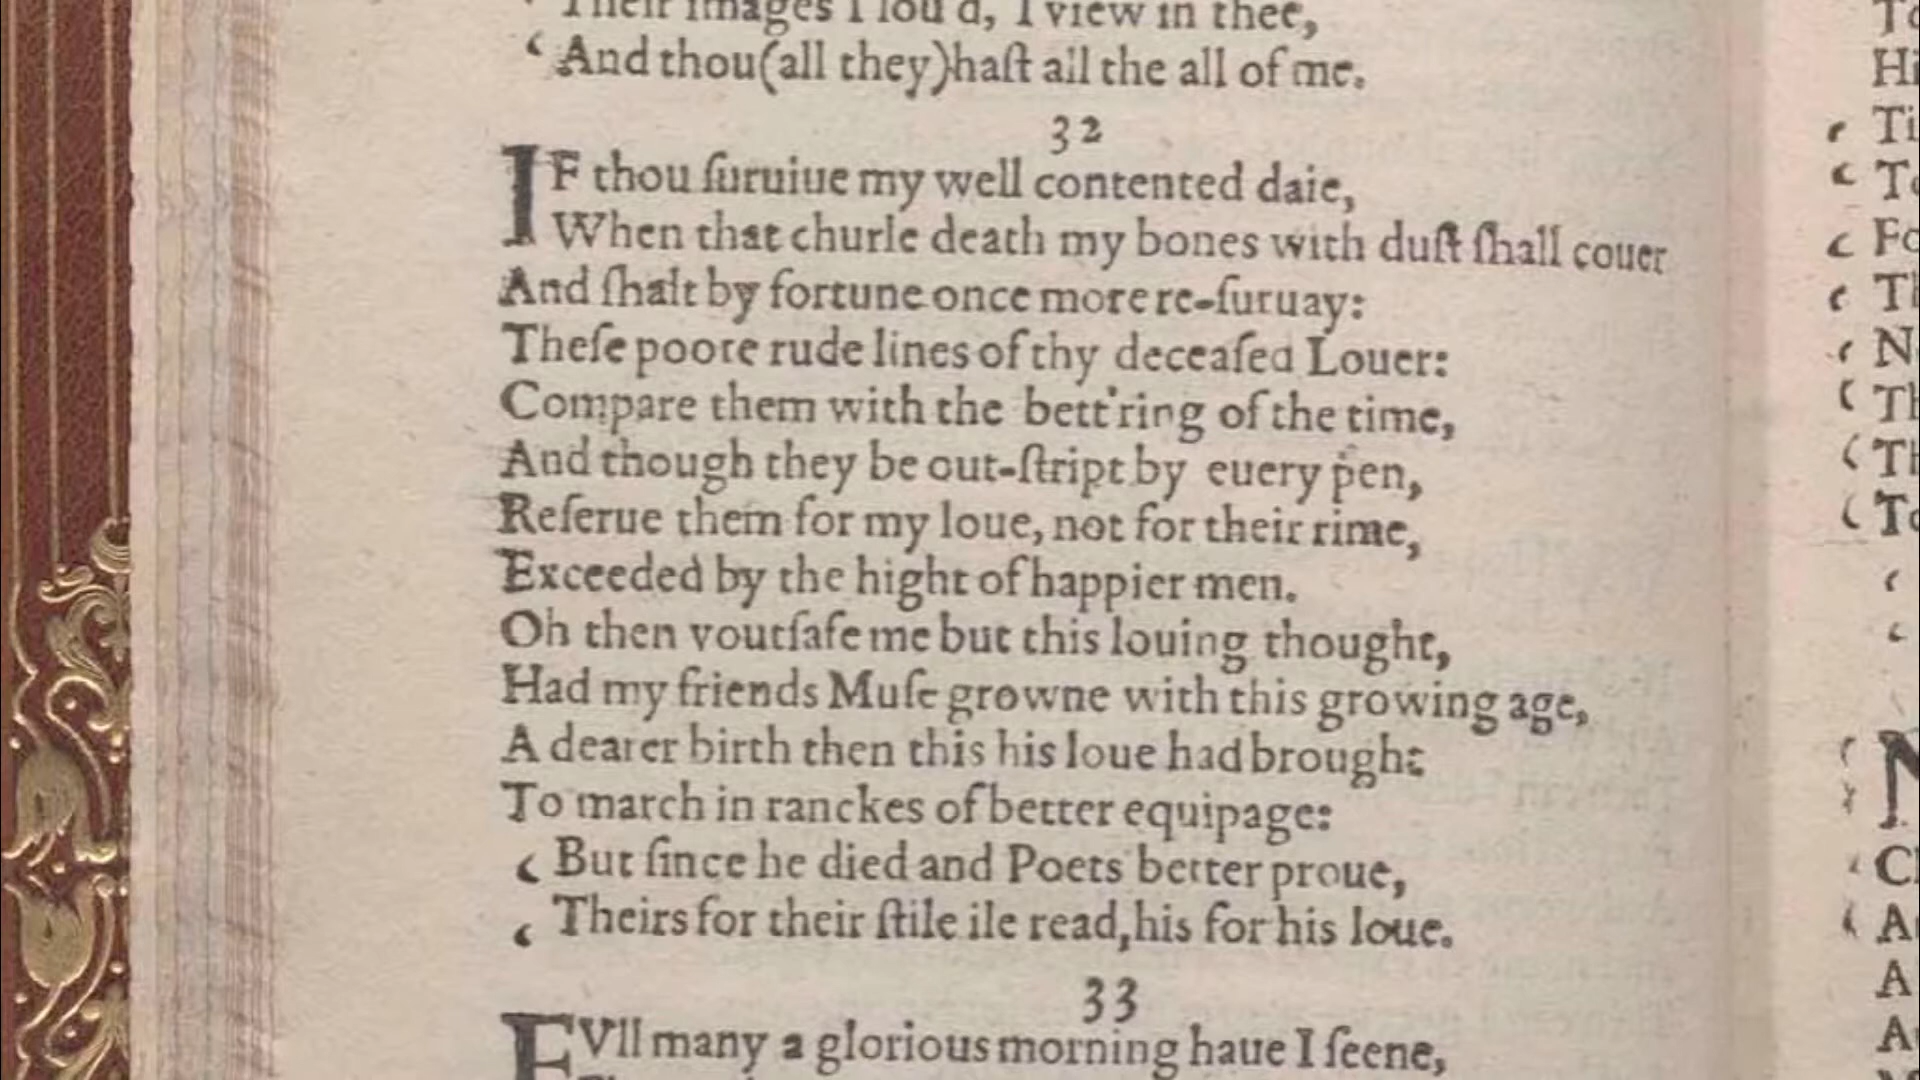 Their images I lou'd, I view in thee,
‘ And thou(all they)haſt all the all of me.
32
IF thou ſuruiue my well contented daie,
When that churle death my bones with duſt ſhall couer
And ſhalt by fortune once more re-ſuruay:
Theſe poore rude lines of thy deceaſed Louer:
Compare them with the bett'ring of the time,
And though they be out-ſtript by euery pen,
Reſerue them for my loue, not for their rime,
Exceeded by the hight of happier men.
Oh then voutſafe me but this louing thought,
Had my friends Muſe growne with this growing age,
A dearer birth then this his loue had brought
To march in ranckes of better equipage:
‘ But ſince he died and Poets better proue,
‘ Theirs for their ſtile ile read,his for his loue.
33
FVll many a glorious morning haue I ſeene,